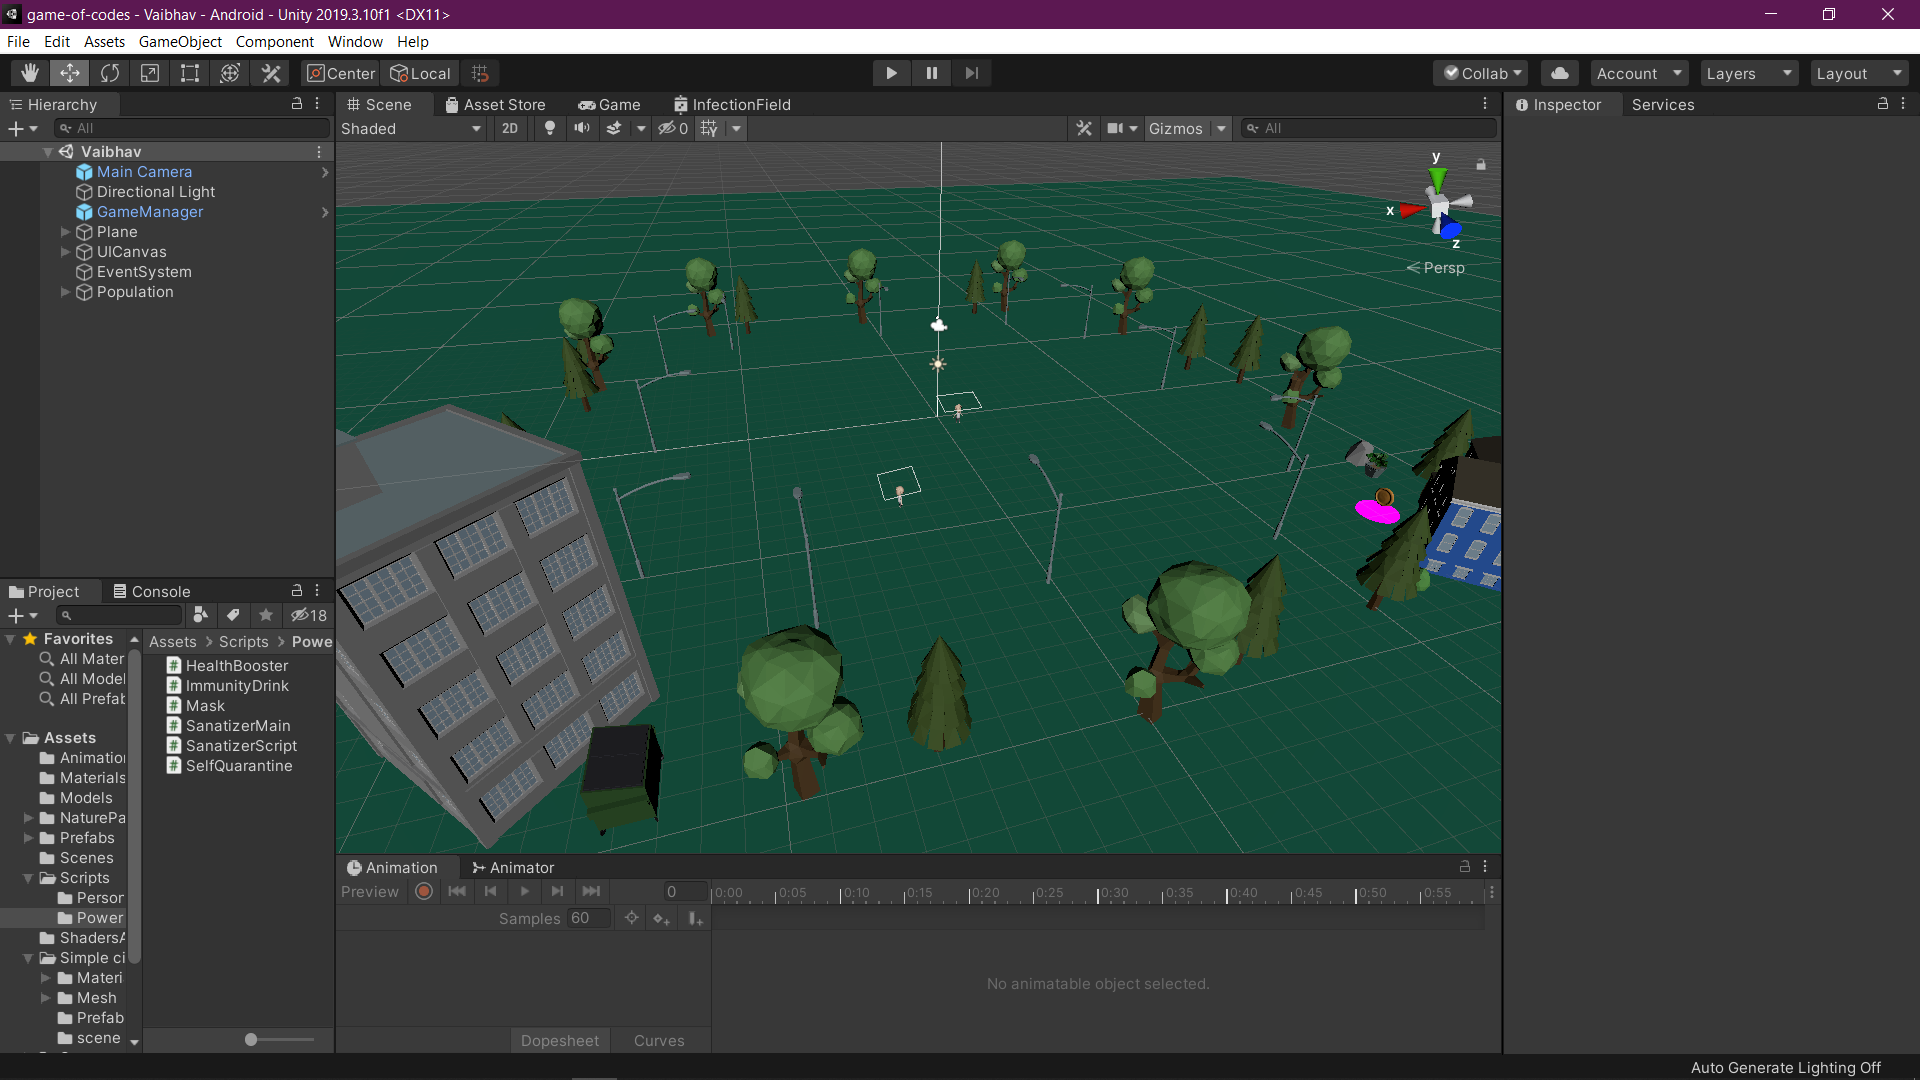 game-of-codes - Vaibhav - Android - Unity 2019.3.10f1 <DX11>
File Edit Assets GameObject Component Window Help
Center Local Collab Account Layers Layout
Hierarchy
All
Vaibhav
Main Camera
Directional Light
GameManager
Plane
UICanvas
EventSystem
Population
Scene Asset Store Game InfectionField
Shaded 2D 0 Gizmos All
y
x
z
Persp
Inspector Services
Project Console
18
Favorites
All Mater
All Model
All Prefab
Assets
Animation
Materials
Models
NaturePa
Prefabs
Scenes
Scripts
Person
Power
ShadersA
Simple ci
Materi
Mesh
Prefab
scene
Assets > Scripts > Powe
HealthBooster
ImmunityDrink
Mask
SanatizerMain
SanatizerScript
SelfQuarantine
Animation Animator
Preview 0 0:00 0:05 0:10 0:15 0:20 0:25 0:30 0:35 0:40 0:45 0:50 0:55
Samples 60
No animatable object selected.
Dopesheet Curves
Auto Generate Lighting Off